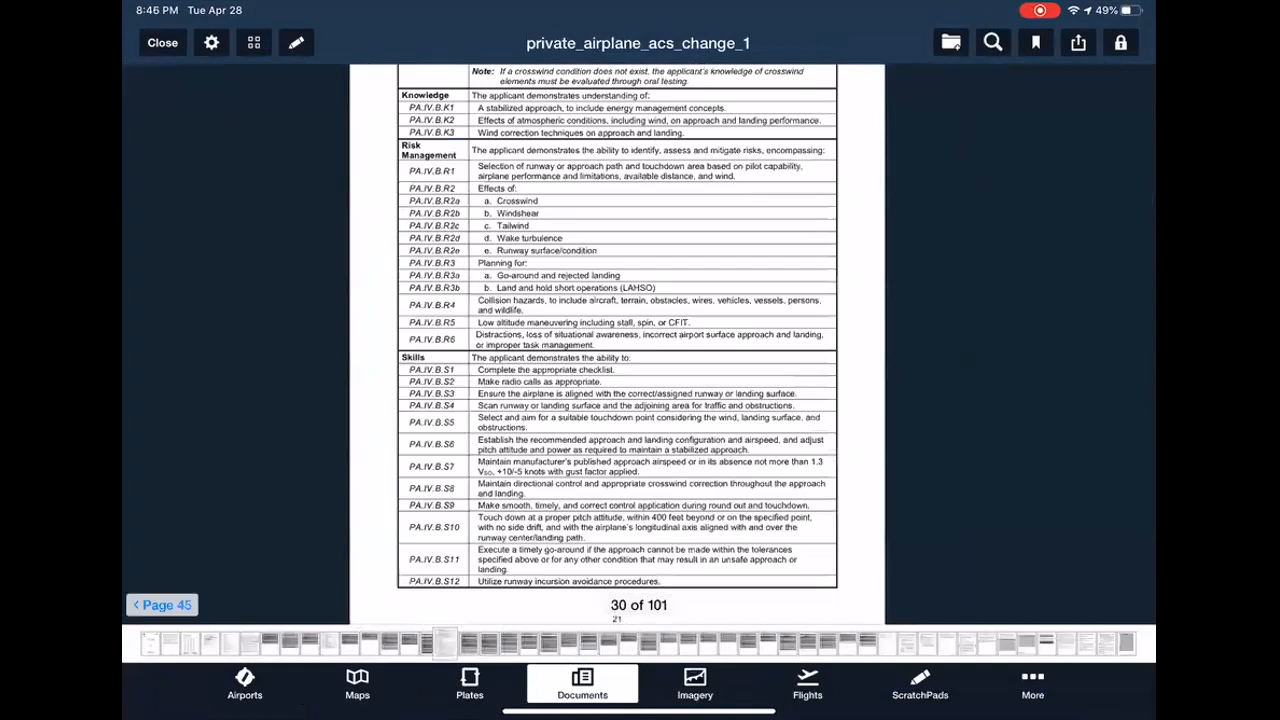 8:46 PM Tue Apr 28
49%
Close
private_airplane_acs_change_1
Note: If a crosswind condition does not exist, the applicant's knowledge of crosswind
elements must be evaluated through oral testing.
Knowledge The applicant demonstrates understanding of:
PA.IV.B.K1 A stabilized approach, to include energy management concepts.
PA.IV.B.K2 Effects of atmospheric conditions, including wind, on approach and landing performance.
PA.IV.B.K3 Wind correction techniques on approach and landing.
Risk
Management The applicant demonstrates the ability to identify, assess and mitigate risks, encompassing:
PA.IV.B.R1 Selection of runway or approach path and touchdown area based on pilot capability,
airplane performance and limitations, available distance, and wind.
PA.IV.B.R2 Effects of:
PA.IV.B.R2a a. Crosswind
PA.IV.B.R2b b. Windshear
PA.IV.B.R2c c. Tailwind
PA.IV.B.R2d d. Wake turbulence
PA.IV.B.R2e e. Runway surface/condition
PA.IV.B.R3 Planning for:
PA.IV.B.R3a a. Go-around and rejected landing
PA.IV.B.R3b b. Land and hold short operations (LAHSO)
PA.IV.B.R4 Collision hazards, to include aircraft, terrain, obstacles, wires, vehicles, vessels, persons,
and wildlife.
PA.IV.B.R5 Low altitude maneuvering including stall, spin, or CFIT.
PA.IV.B.R6 Distractions, loss of situational awareness, incorrect airport surface approach and landing,
or improper task management.
Skills The applicant demonstrates the ability to:
PA.IV.B.S1 Complete the appropriate checklist.
PA.IV.B.S2 Make radio calls as appropriate.
PA.IV.B.S3 Ensure the airplane is aligned with the correct/assigned runway or landing surface.
PA.IV.B.S4 Scan runway or landing surface and the adjoining area for traffic and obstructions.
PA.IV.B.S5 Select and aim for a suitable touchdown point considering the wind, landing surface, and
obstructions.
PA.IV.B.S6 Establish the recommended approach and landing configuration and airspeed, and adjust
pitch attitude and power as required to maintain a stabilized approach.
PA.IV.B.S7 Maintain manufacturer's published approach airspeed or in its absence not more than 1.3
VSO, +10/-5 knots with gust factor applied.
PA.IV.B.S8 Maintain directional control and appropriate crosswind correction throughout the approach
and landing.
PA.IV.B.S9 Make smooth, timely, and correct control application during round out and touchdown.
PA.IV.B.S10 Touch down at a proper pitch attitude, within 400 feet beyond or on the specified point,
with no side drift, and with the airplane's longitudinal axis aligned with and over the
runway center/landing path.
PA.IV.B.S11 Execute a timely go-around if the approach cannot be made within the tolerances
specified above or for any other condition that may result in an unsafe approach or
landing.
PA.IV.B.S12 Utilize runway incursion avoidance procedures.
Page 45
30 of 101
21
Airports
Maps
Plates
Documents
Imagery
Flights
ScratchPads
More